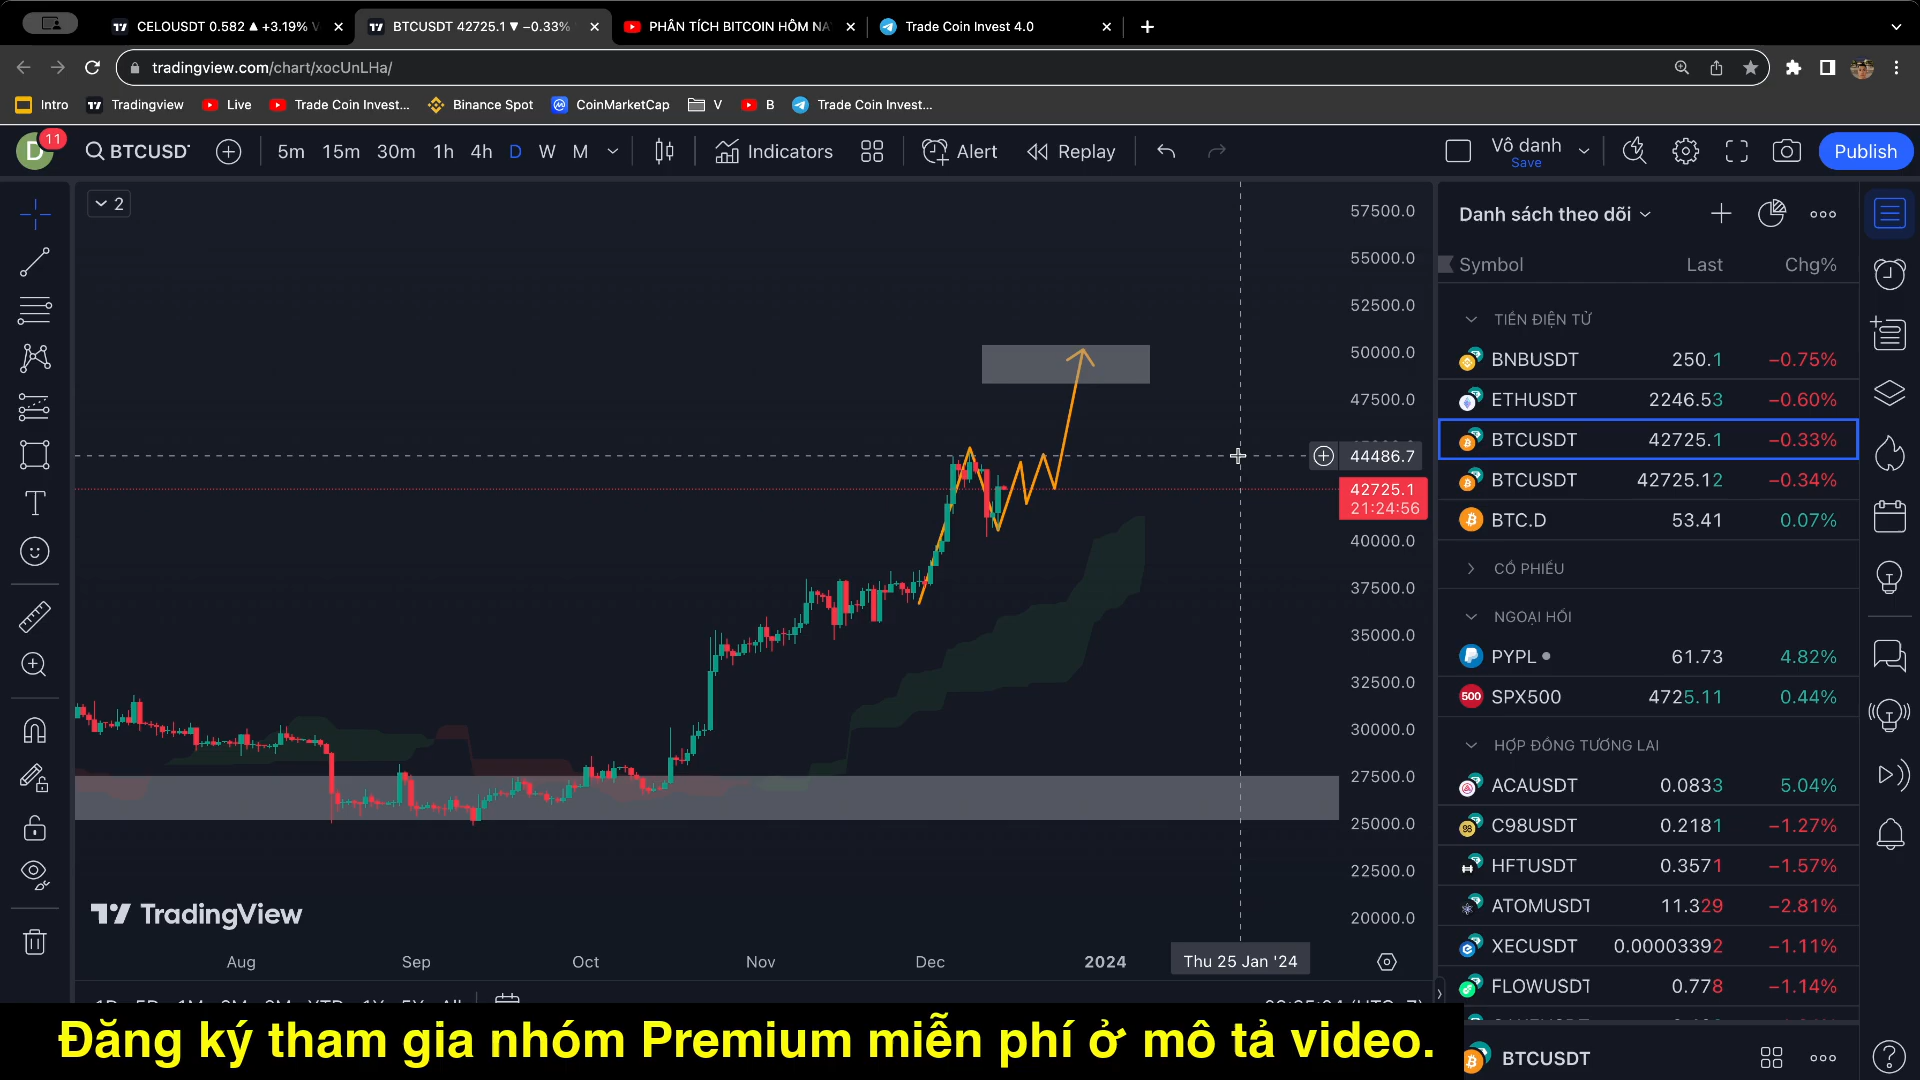 CELOUSDT 0.582 ▲ +3.19% V
BTCUSDT 42725.1 ▼ −0.33%
PHÂN TÍCH BITCOIN HÔM NA
Trade Coin Invest 4.0
tradingview.com/chart/xocUnLHa/
Intro
Tradingview
Live
Trade Coin Invest...
Binance Spot
CoinMarketCap
V
B
Trade Coin Invest...
D
11
BTCUSD
5m 15m 30m 1h 4h D W M
Indicators
Alert
Replay
Vô danh
Save
Publish
2
57500.0
55000.0
52500.0
50000.0
47500.0
44486.7
42725.1
21:24:56
40000.0
37500.0
35000.0
32500.0
30000.0
27500.0
25000.0
22500.0
20000.0
TradingView
Aug Sep Oct Nov Dec 2024 Thu 25 Jan '24
Danh sách theo dõi
Symbol Last Chg%
TIỀN ĐIỆN TỬ
BNBUSDT 250.1 −0.75%
ETHUSDT 2246.53 −0.60%
BTCUSDT 42725.1 −0.33%
BTCUSDT 42725.12 −0.34%
BTC.D 53.41 0.07%
CỔ PHIẾU
NGOẠI HỐI
PYPL 61.73 4.82%
500 SPX500 4725.11 0.44%
HỢP ĐỒNG TƯƠNG LAI
ACAUSDT 0.0833 5.04%
98 C98USDT 0.2181 −1.27%
HFTUSDT 0.3571 −1.57%
ATOMUSDT 11.329 −2.81%
XECUSDT 0.00003392 −1.11%
FLOWUSDT 0.778 −1.14%
BTCUSDT
Đăng ký tham gia nhóm Premium miễn phí ở mô tả video.